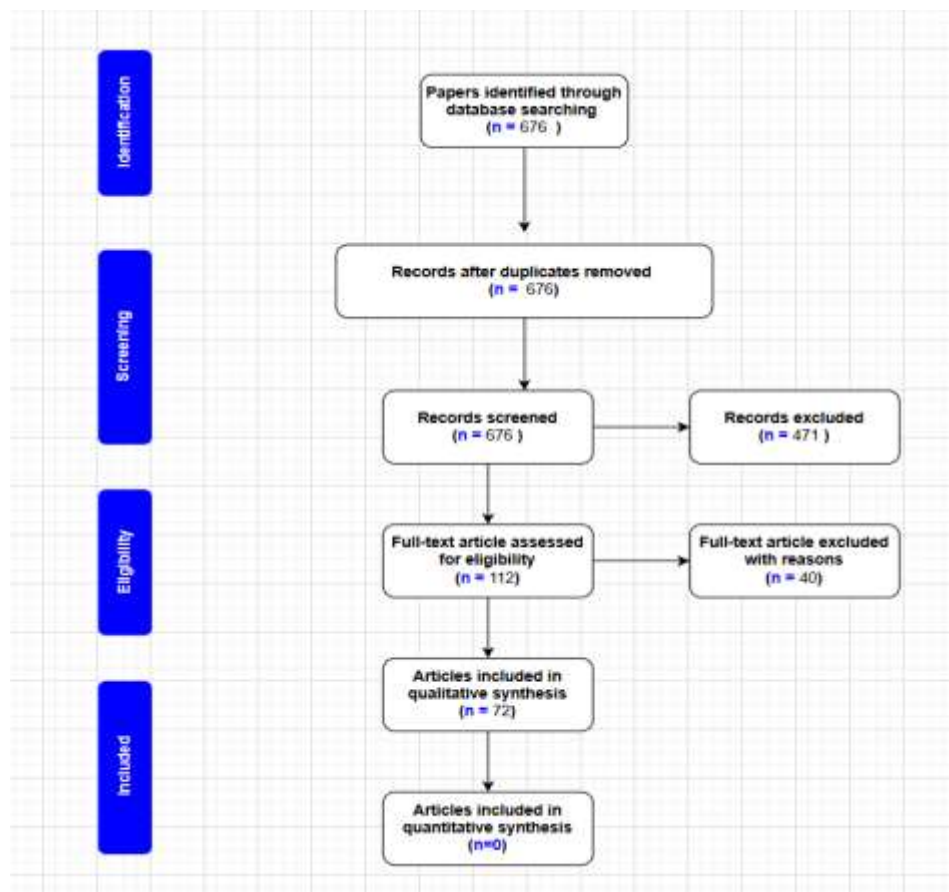 Identification
Papers identified through
database searching
(n = 676 )
Records after duplicates removed
(n = 676)
Screening
Records screened
(n = 676 )
Records excluded
(n = 471 )
Eligibility
Full-text article assessed
for eligibility
(n = 112)
Full-text article excluded
with reasons
(n = 40)
Included
Articles included in
qualitative synthesis
(n = 72)
Articles included in
quantitative synthesis
(n=0)